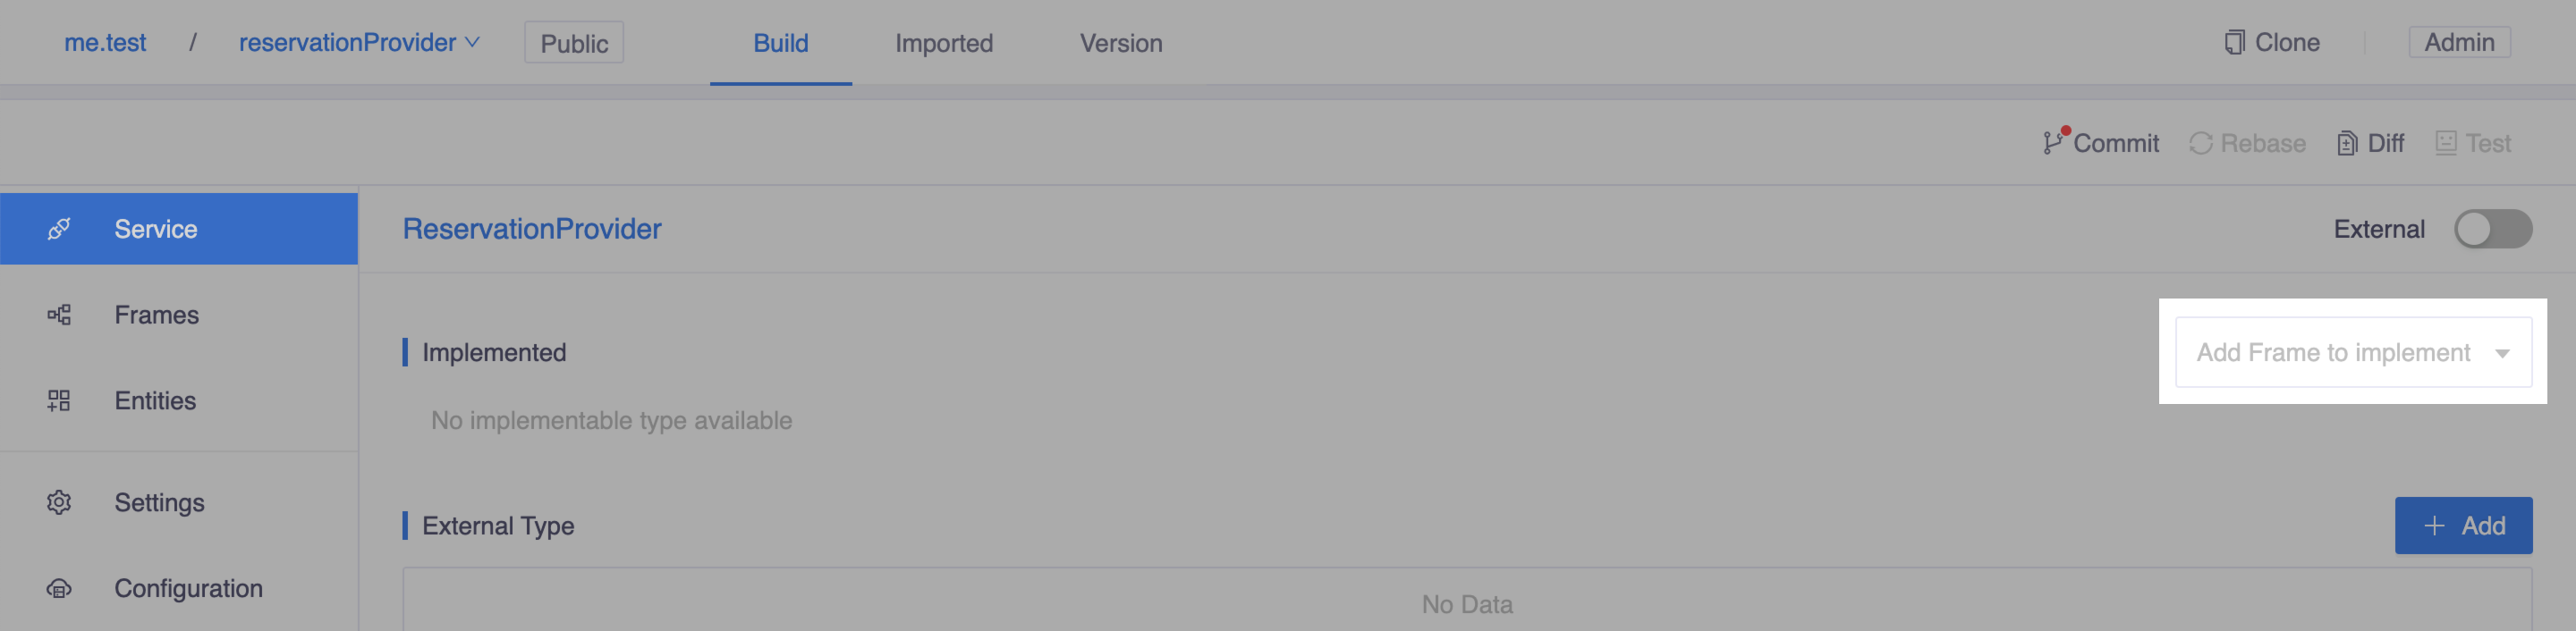 me.test / reservationProvider Public Build Imported Version Clone Admin
Commit Rebase Diff Test
Service
ReservationProvider External
Frames
Implemented Add Frame to implement
Entities
No implementable type available
Settings
External Type + Add
Configuration
No Data